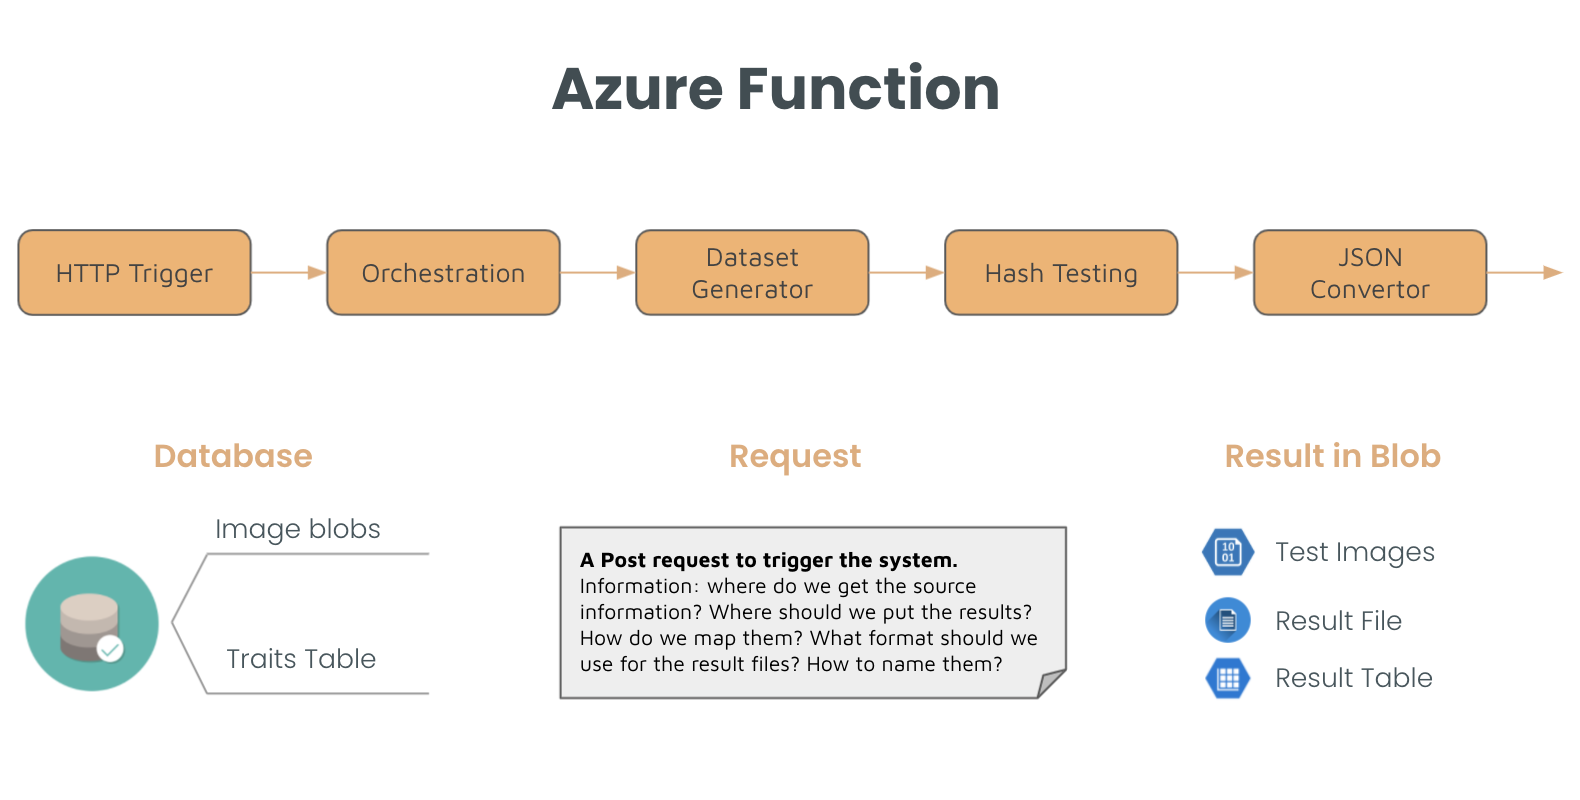 Azure Function
HTTP Trigger
Orchestration
Dataset
Generator
Hash Testing
JSON
Convertor
Database
Image blobs
Traits Table
Request
A Post request to trigger the system.
Information: where do we get the source
information? Where should we put the results?
How do we map them? What format should we
use for the result files? How to name them?
Result in Blob
10
01
Test Images
Result File
Result Table